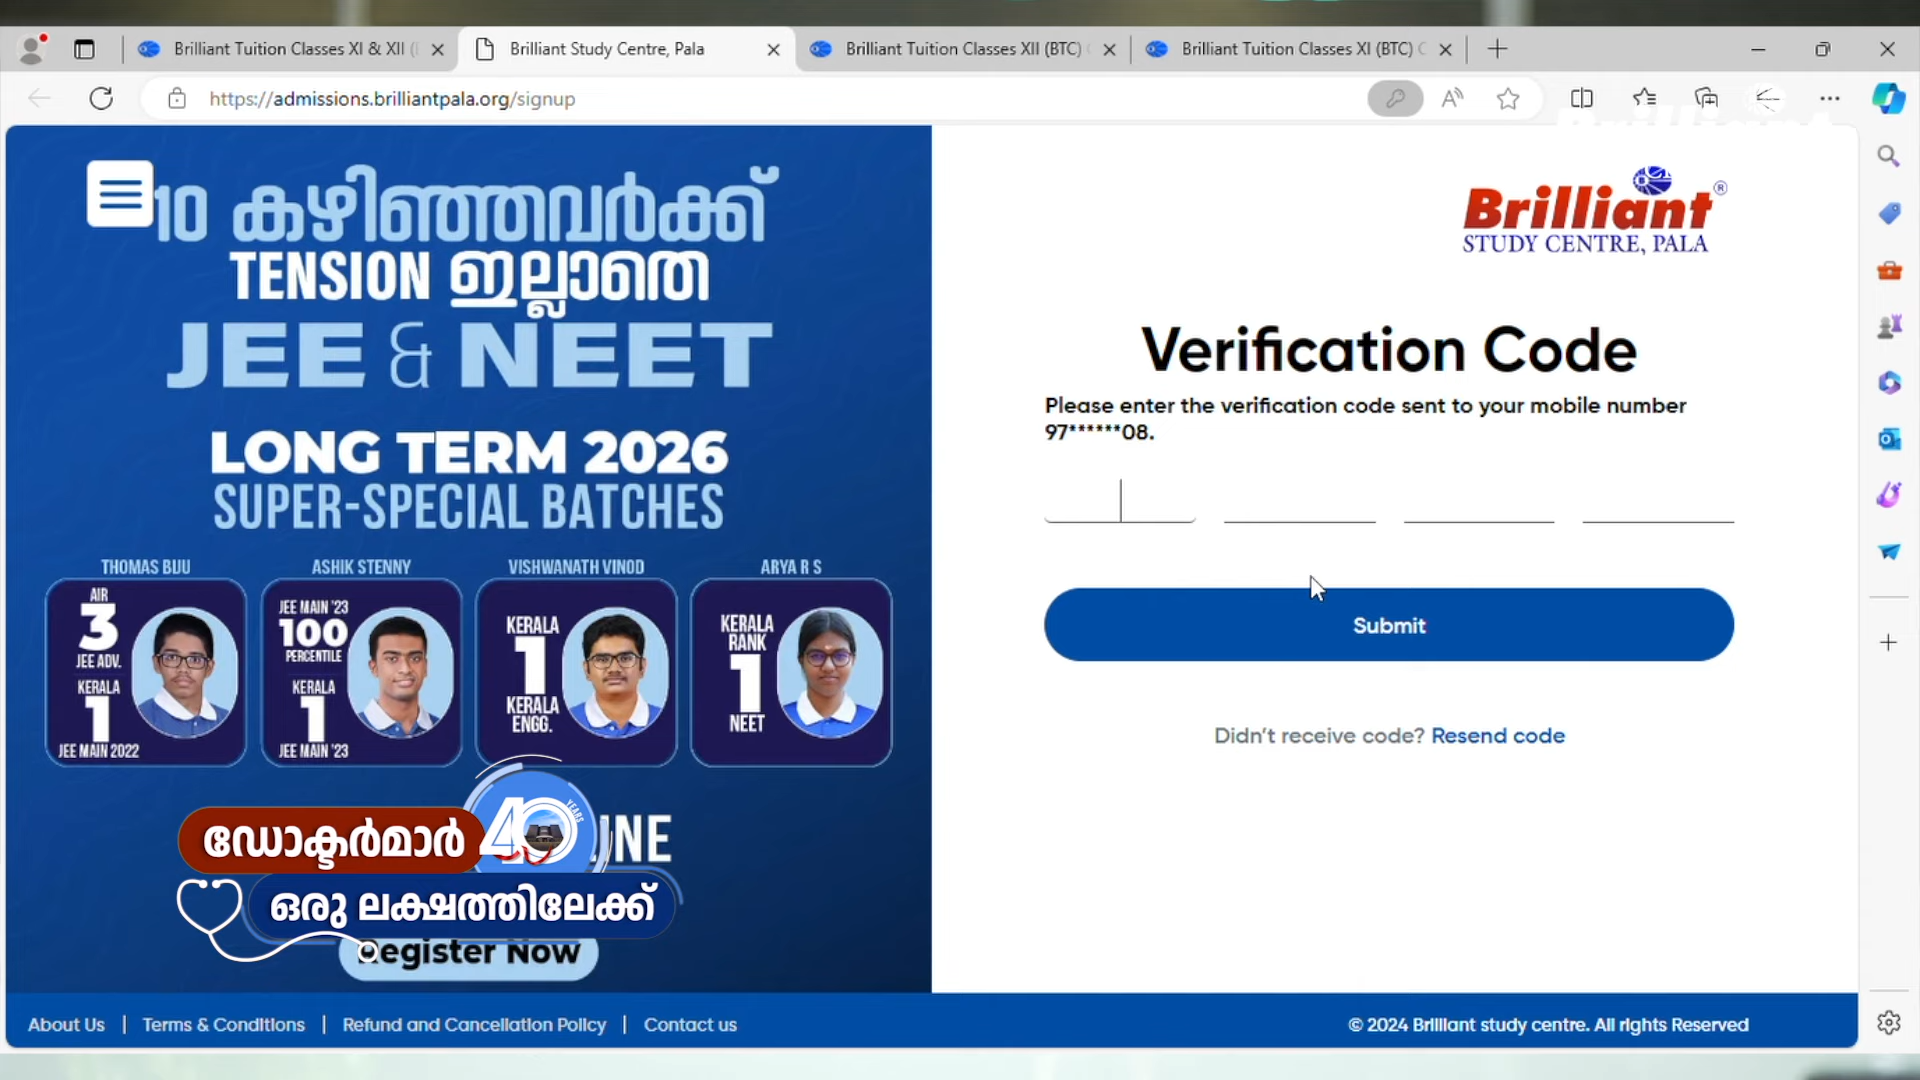 Brilliant Tuition Classes XI & XII (
Brilliant Study Centre, Pala
Brilliant Tuition Classes XII (BTC)
Brilliant Tuition Classes XI (BTC) C
https://admissions.brilliantpala.org/signup
10 കഴിഞ്ഞവർക്ക്
TENSION ഇല്ലാതെ
JEE & NEET
LONG TERM 2026
SUPER-SPECIAL BATCHES
THOMAS BIJU
AIR
3
JEE ADV.
KERALA
1
JEE MAIN 2022
ASHIK STENNY
JEE MAIN '23
100
PERCENTILE
KERALA
1
JEE MAIN '23
VISHWANATH VINOD
KERALA
1
KERALA
ENGG.
ARYA R S
KERALA
RANK
1
NEET
ഡോക്ടർമാർ
40
YEARS
ഒരു ലക്ഷത്തിലേക്ക്
Register Now
Brilliant®
STUDY CENTRE, PALA
Verification Code
Please enter the verification code sent to your mobile number
97******08.
Submit
Didn't receive code? Resend code
About Us | Terms & Conditions | Refund and Cancellation Policy | Contact us
© 2024 Brilliant study centre. All rights Reserved